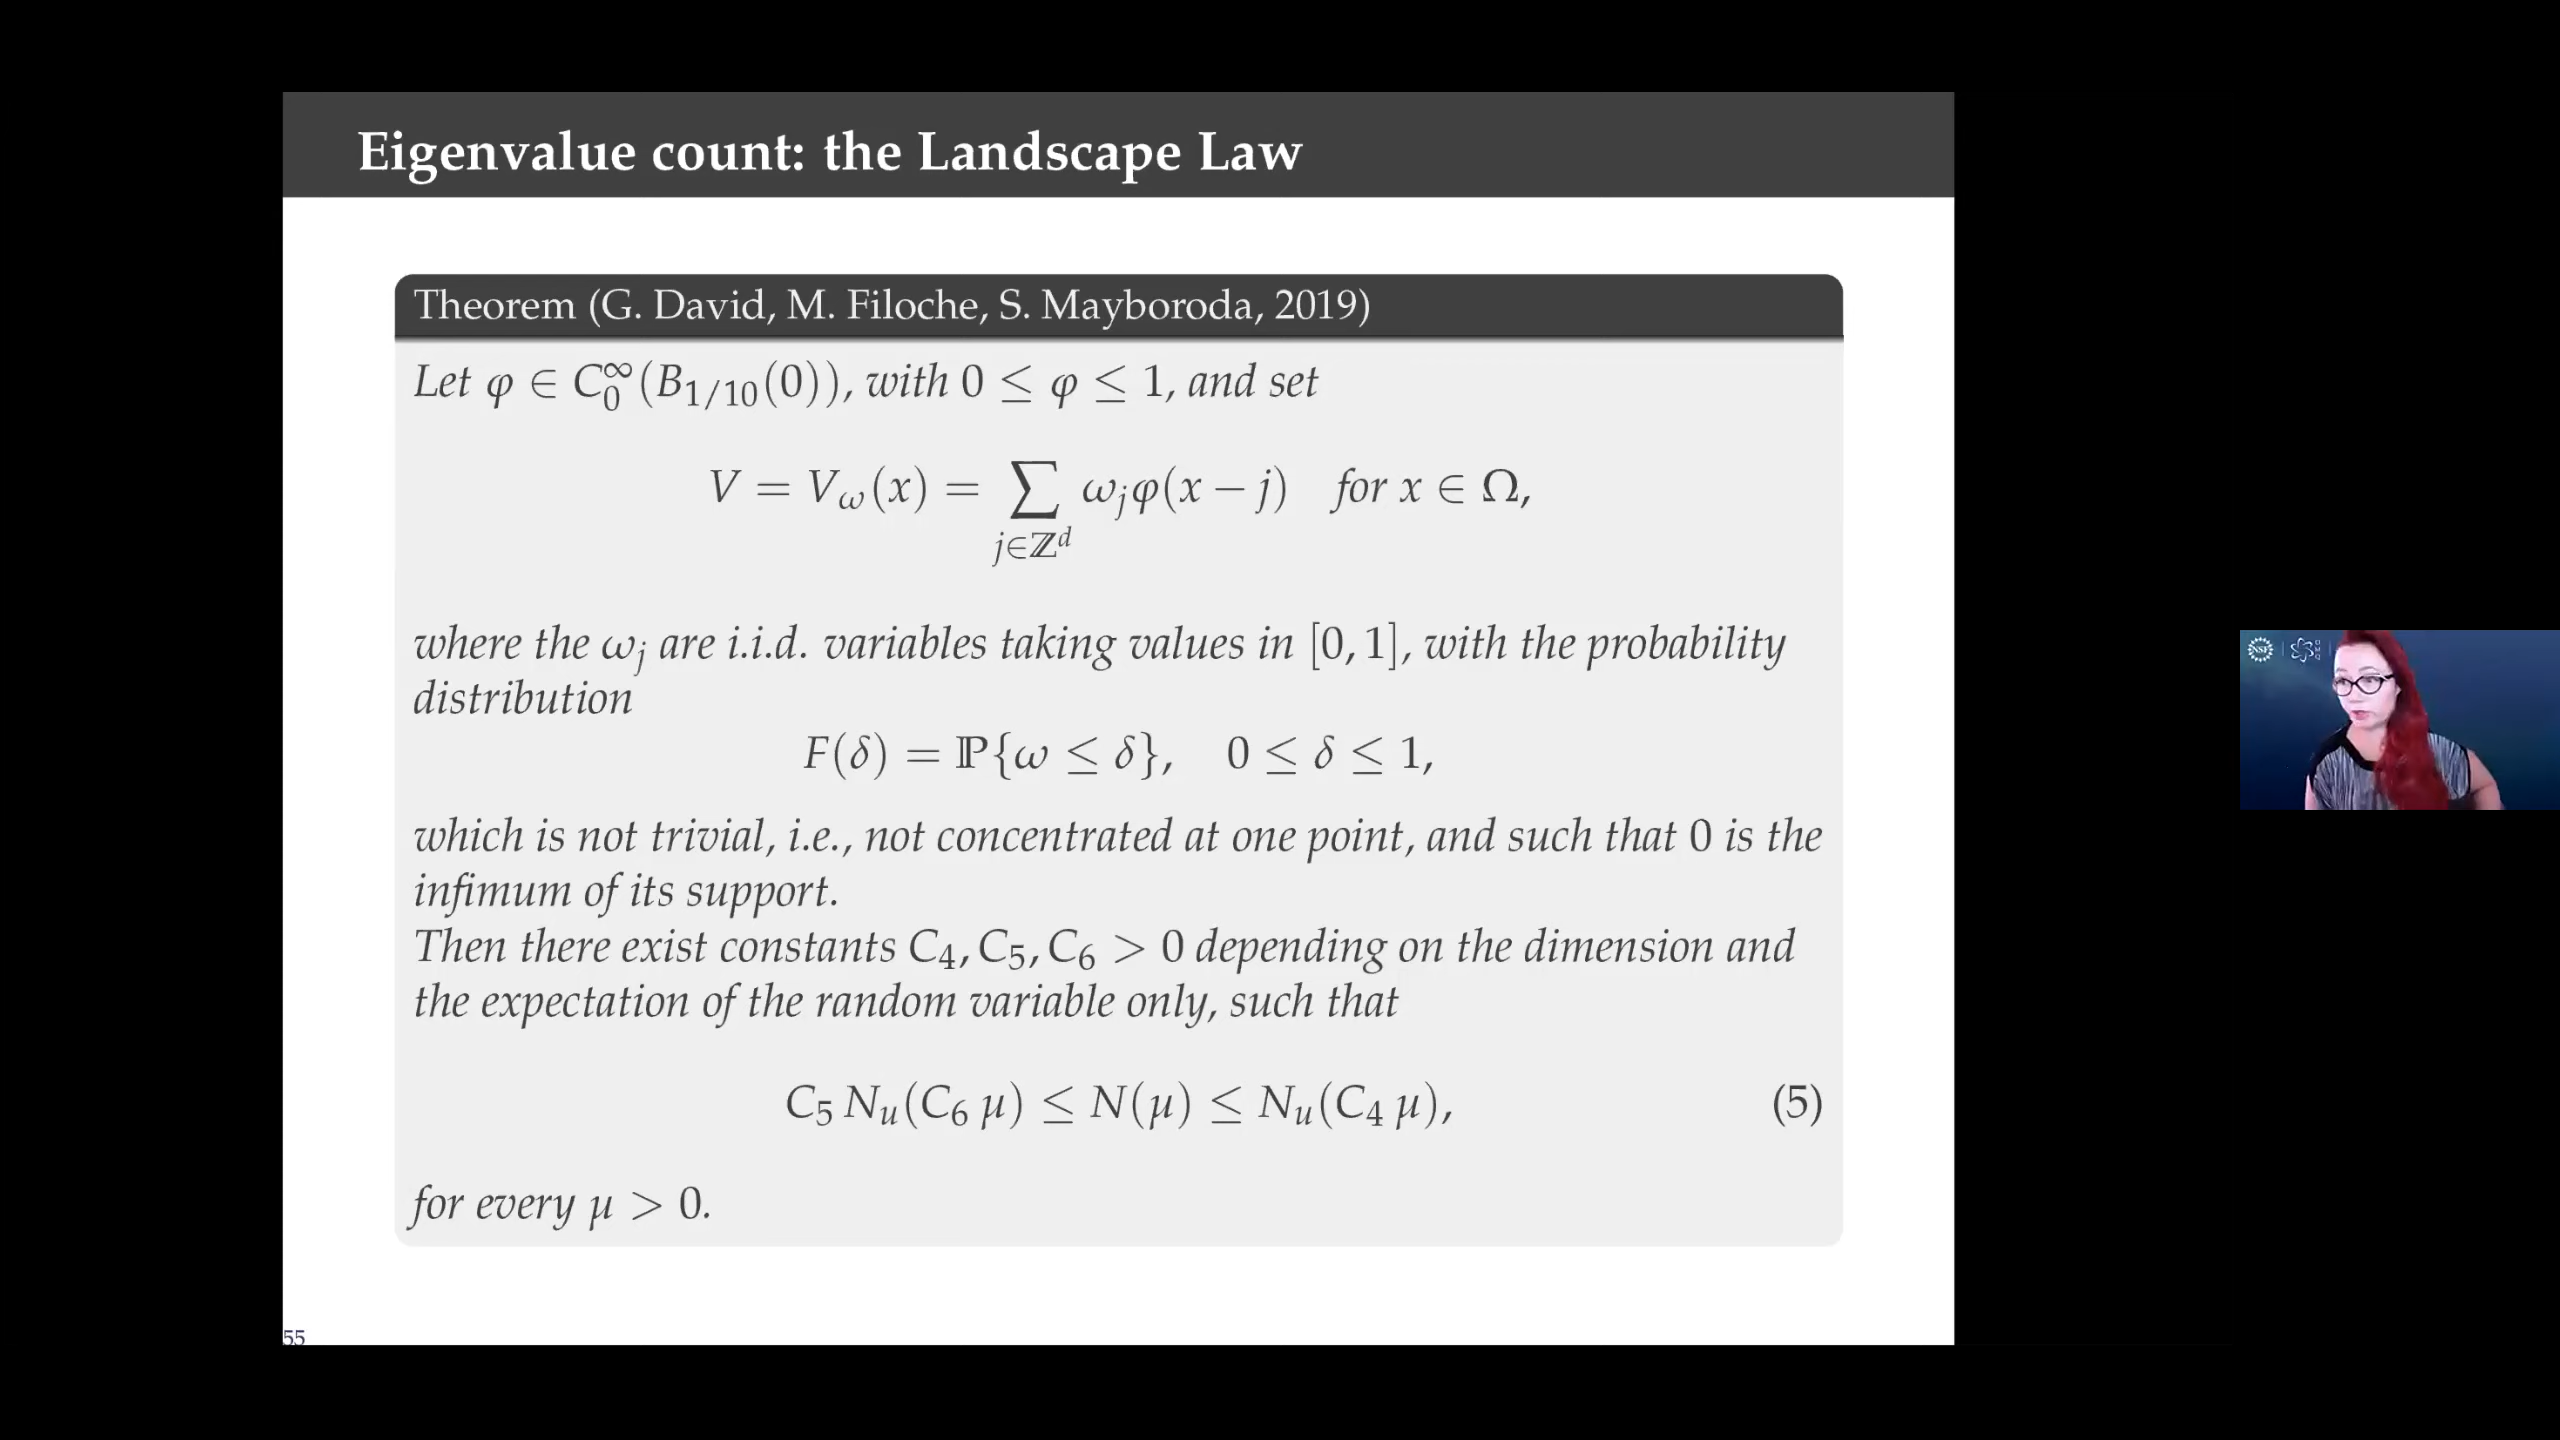 Eigenvalue count: the Landscape Law
Theorem (G. David, M. Filoche, S. Mayboroda, 2019)
Let φ ∈ C₀^∞(B_{1/10}(0)), with 0 ≤ φ ≤ 1, and set
V = V_ω(x) = ∑_{j∈ℤ^d} ω_j φ(x − j) for x ∈ Ω,
where the ω_j are i.i.d. variables taking values in [0, 1], with the probability
distribution
F(δ) = ℙ{ω ≤ δ}, 0 ≤ δ ≤ 1,
which is not trivial, i.e., not concentrated at one point, and such that 0 is the
infimum of its support.
Then there exist constants C₄, C₅, C₆ > 0 depending on the dimension and
the expectation of the random variable only, such that
C₅ N_u(C₆ μ) ≤ N(μ) ≤ N_u(C₄ μ), (5)
for every μ > 0.
55
NSF